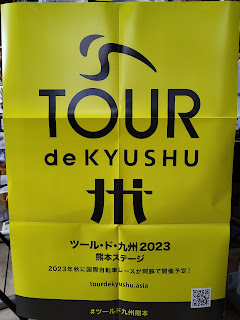 TOUR
de KYUSHU
州
ツール・ド・九州2023
熊本ステージ
2023年秋に国際自転車レースが阿蘇で開催予定!
tourdekyushu.asia
#ツールド九州熊本